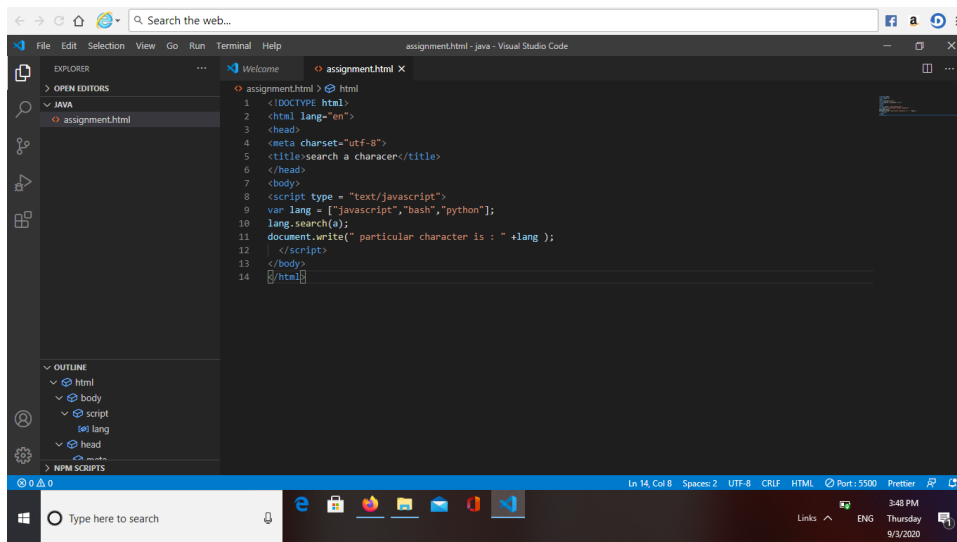 Search the web...
File Edit Selection View Go Run Terminal Help assignment.html - java - Visual Studio Code
EXPLORER ... Welcome assignment.html
OPEN EDITORS assignment.html > html
JAVA
assignment.html
1 <!DOCTYPE html>
2 <html lang="en">
3 <head>
4 <meta charset="utf-8">
5 <title>search a characer</title>
6 </head>
7 <body>
8 <script type = "text/javascript">
9 var lang = ["javascript","bash","python"];
10 lang.search(a);
11 document.write(" particular character is : " +lang );
12 </script>
13 </body>
14 </html>
OUTLINE
html
body
script
lang
head
meta
NPM SCRIPTS
0 0 Ln 14, Col 8 Spaces: 2 UTF-8 CRLF HTML Port : 5500 Prettier
Type here to search Links ENG 3:48 PM
Thursday
9/3/2020